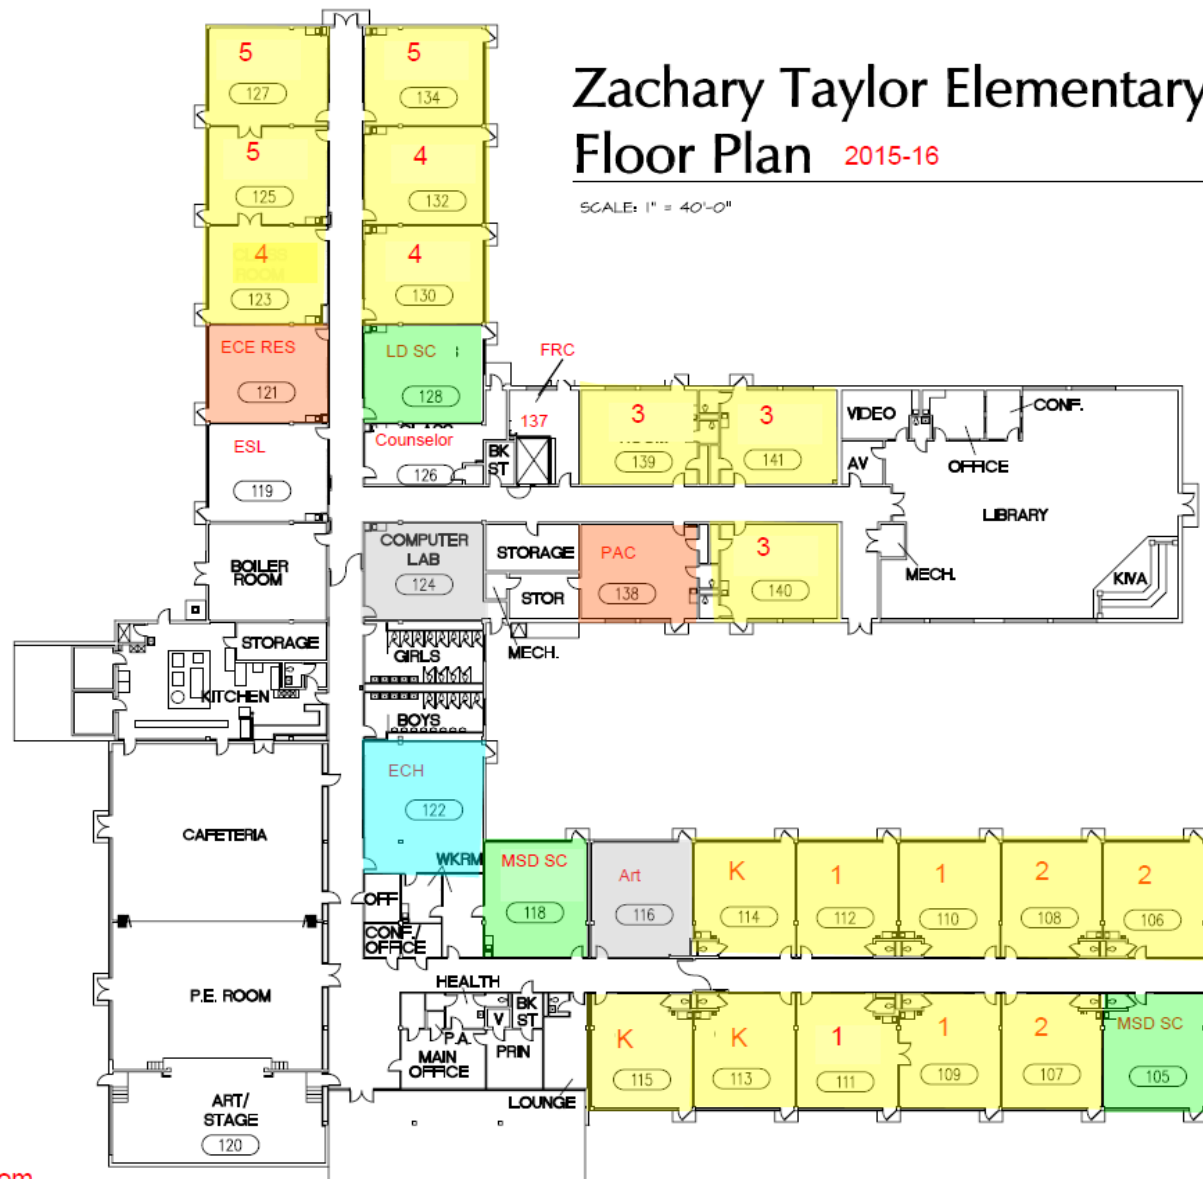 Zachary Taylor Elementary
Floor Plan 2015-16
SCALE: 1" = 40'-0"
5
127
5
134
5
125
4
132
4
123
4
130
ECE RES
121
LD SC
128
FRC
137
ESL
119
Counselor
126
BK
ST
3
139
3
141
VIDEO
AV
OFFICE
CONF.
LIBRARY
MECH.
KIVA
BOILER
ROOM
COMPUTER
LAB
124
STORAGE
STOR
MECH.
PAC
138
3
140
STORAGE
KITCHEN
GIRLS
BOYS
ECH
122
CAFETERIA
WKRM
OFF
CONF./
OFFICE
MSD SC
118
Art
116
K
114
1
112
1
110
2
108
2
106
P.E. ROOM
HEALTH
BK
ST
V
P.A.
MAIN
OFFICE
PRIN
LOUNGE
K
115
K
113
1
111
1
109
2
107
MSD SC
105
ART/
STAGE
120